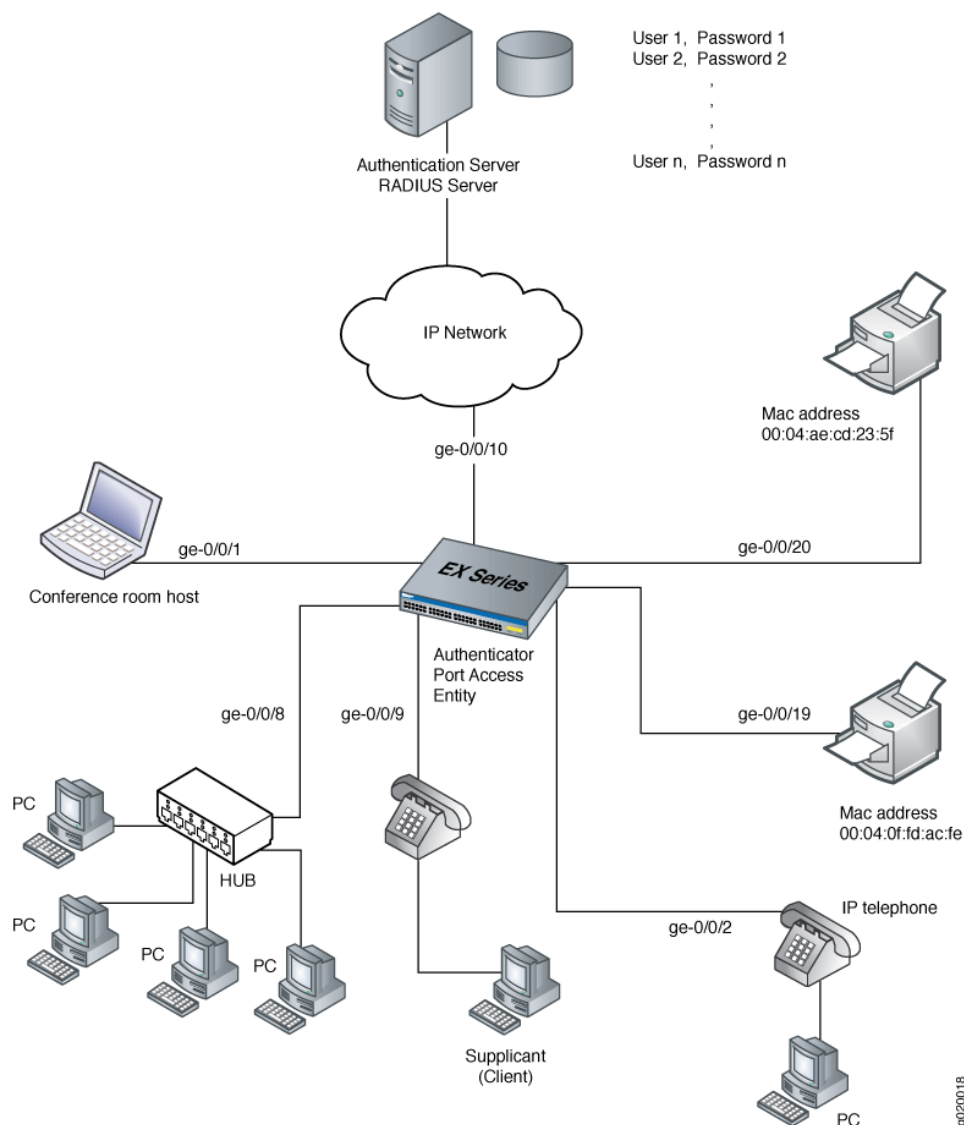 User 1, Password 1
User 2, Password 2
,
,
,
,
User n, Password n
Authentication Server
RADIUS Server
IP Network
Mac address
00:04:ae:cd:23:5f
ge-0/0/10
ge-0/0/1
ge-0/0/20
EX Series
Conference room host
Authenticator
Port Access
Entity
ge-0/0/8
ge-0/0/9
ge-0/0/19
PC
Mac address
00:04:0f:fd:ac:fe
HUB
IP telephone
PC
PC
PC
ge-0/0/2
Supplicant
(Client)
PC
g020018